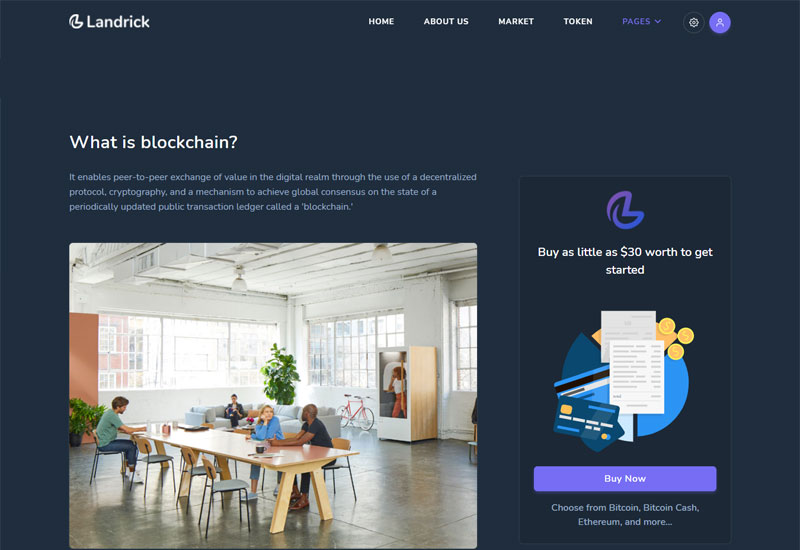 Landrick
HOME ABOUT US MARKET TOKEN PAGES
What is blockchain?
It enables peer-to-peer exchange of value in the digital realm through the use of a decentralized
protocol, cryptography, and a mechanism to achieve global consensus on the state of a
periodically updated public transaction ledger called a 'blockchain.'
Buy as little as $30 worth to get
started
Buy Now
Choose from Bitcoin, Bitcoin Cash,
Ethereum, and more...